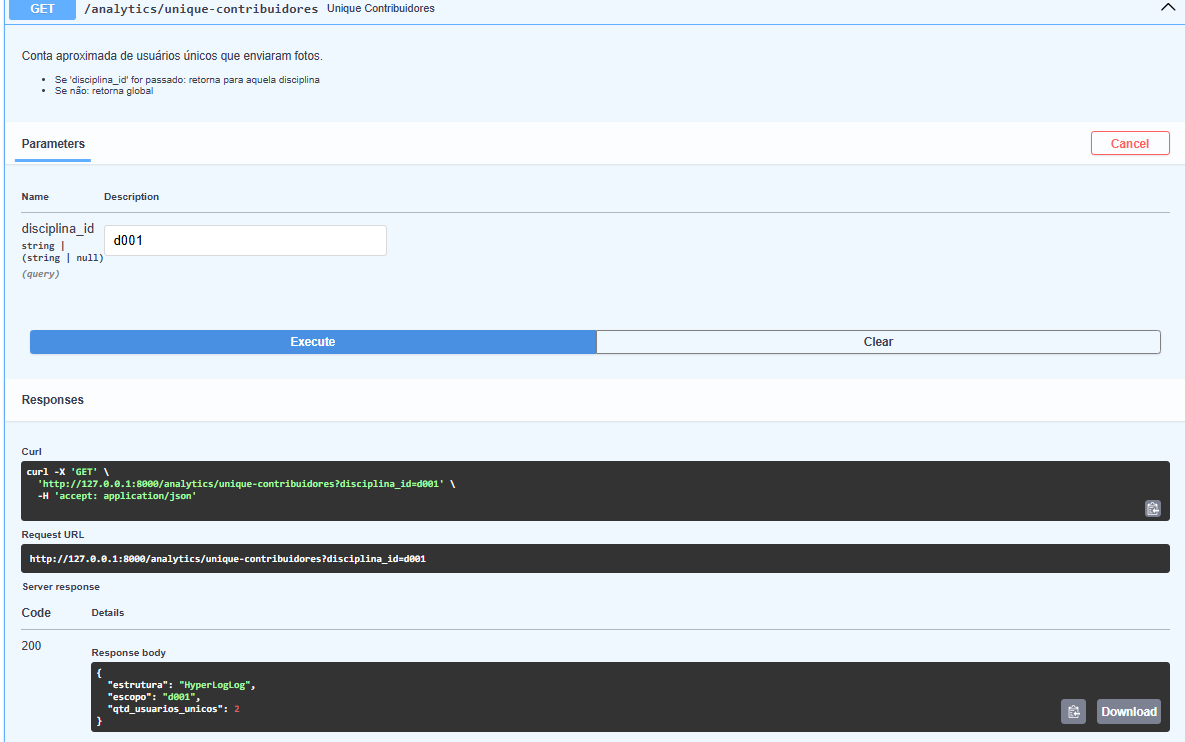 GET /analytics/unique-contribuidores Unique Contribuidores
Conta aproximada de usuários únicos que enviaram fotos.
• Se 'disciplina_id' for passado: retorna para aquela disciplina
• Se não: retorna global
Parameters
Cancel
Name Description
disciplina_id
string |
(string | null)
(query)
d001
Execute
Clear
Responses
Curl
curl -X 'GET' \
'http://127.0.0.1:8000/analytics/unique-contribuidores?disciplina_id=d001' \
-H 'accept: application/json'
Request URL
http://127.0.0.1:8000/analytics/unique-contribuidores?disciplina_id=d001
Server response
Code Details
200
Response body
{
"estrutura": "HyperLogLog",
"escopo": "d001",
"qtd_usuarios_unicos": 2
}
Download